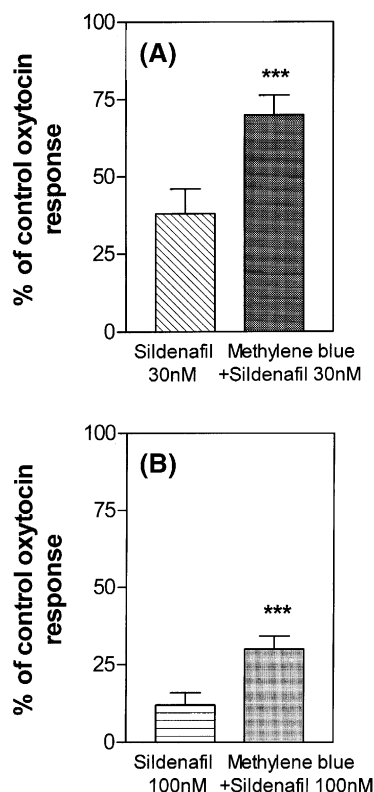 (A)
***
100
75
50
25
0
% of control oxytocin
response
Sildenafil
30nM
Methylene blue
+Sildenafil 30nM
(B)
***
100
75
50
25
0
% of control oxytocin
response
Sildenafil
100nM
Methylene blue
+Sildenafil 100nM